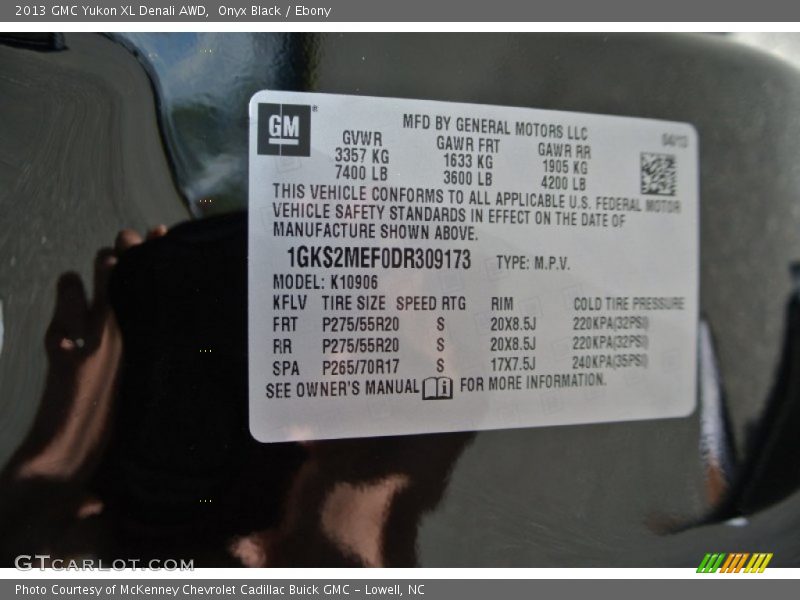 2013 GMC Yukon XL Denali AWD,  Onyx Black / Ebony
GM®
MFD BY GENERAL MOTORS LLC
04/13
GVWR GAWR FRT GAWR RR
3357 KG 1633 KG 1905 KG
7400 LB 3600 LB 4200 LB
THIS VEHICLE CONFORMS TO ALL APPLICABLE U.S. FEDERAL MOTOR
VEHICLE SAFETY STANDARDS IN EFFECT ON THE DATE OF
MANUFACTURE SHOWN ABOVE.
1GKS2MEF0DR309173 TYPE: M.P.V.
MODEL: K10906
KFLV TIRE SIZE SPEED RTG RIM COLD TIRE PRESSURE
FRT P275/55R20 S 20X8.5J 220KPA(32PSI)
RR P275/55R20 S 20X8.5J 220KPA(32PSI)
SPA P265/70R17 S 17X7.5J 240KPA(35PSI)
SEE OWNER'S MANUAL i FOR MORE INFORMATION.
GTCARLOT.COM
Photo Courtesy of McKenney Chevrolet Cadillac Buick GMC - Lowell, NC